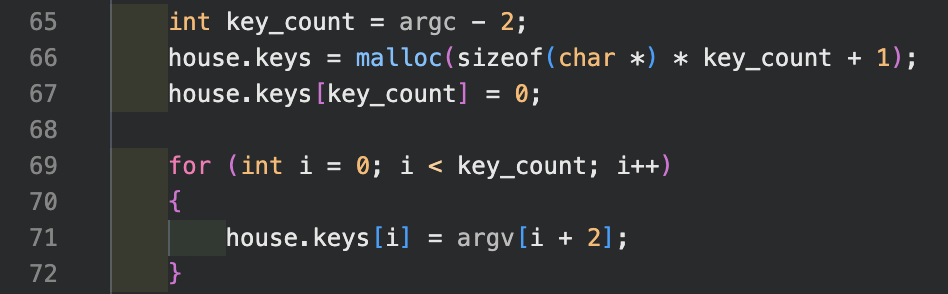 65 int key_count = argc - 2;
66 house.keys = malloc(sizeof(char *) * key_count + 1);
67 house.keys[key_count] = 0;
68
69 for (int i = 0; i < key_count; i++)
70 {
71 house.keys[i] = argv[i + 2];
72 }